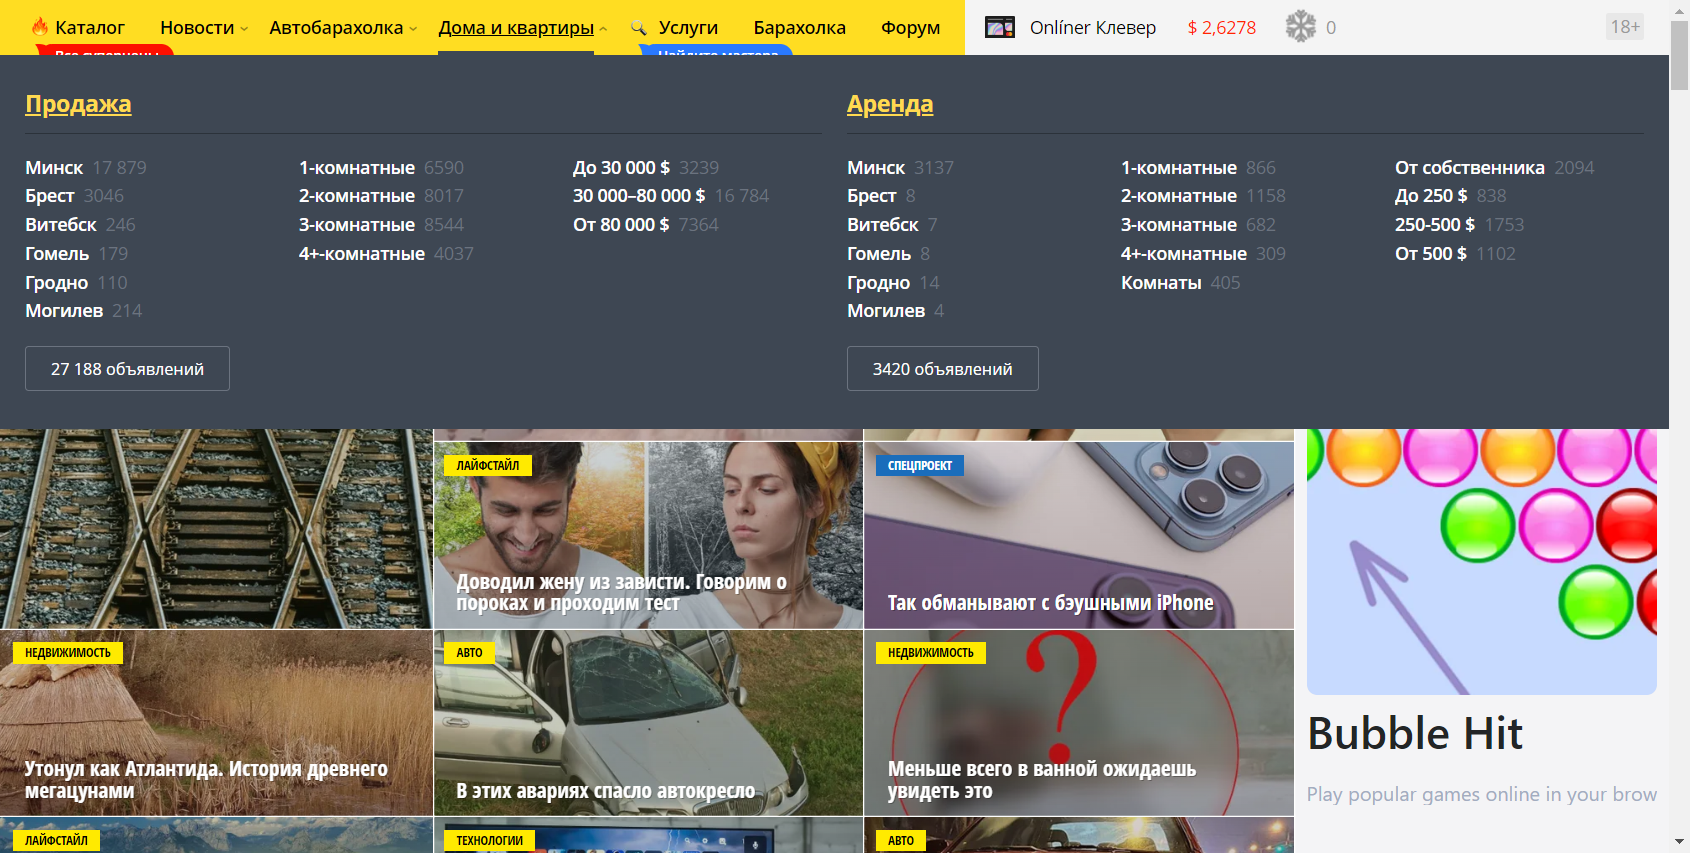 Каталог Новости Автобарахолка Дома и квартиры Услуги Барахолка Форум Onlíner Клевер $ 2,6278 0 18+
Все суперцены Найдите мастера
Продажа
Минск 17 879
Брест 3046
Витебск 246
Гомель 179
Гродно 110
Могилев 214
1-комнатные 6590
2-комнатные 8017
3-комнатные 8544
4+-комнатные 4037
До 30 000 $ 3239
30 000–80 000 $ 16 784
От 80 000 $ 7364
27 188 объявлений
Аренда
Минск 3137
Брест 8
Витебск 7
Гомель 8
Гродно 14
Могилев 4
1-комнатные 866
2-комнатные 1158
3-комнатные 682
4+-комнатные 309
Комнаты 405
От собственника 2094
До 250 $ 838
250-500 $ 1753
От 500 $ 1102
3420 объявлений
ЛАЙФСТАЙЛ
Доводил жену из зависти. Говорим о
пороках и проходим тест
СПЕЦПРОЕКТ
Так обманывают с бэушными iPhone
НЕДВИЖИМОСТЬ
Утонул как Атлантида. История древнего
мегацунами
АВТО
В этих авариях спасло автокресло
НЕДВИЖИМОСТЬ
?
Меньше всего в ванной ожидаешь
увидеть это
ЛАЙФСТАЙЛ
ТЕХНОЛОГИИ
АВТО
Bubble Hit
Play popular games online in your brow